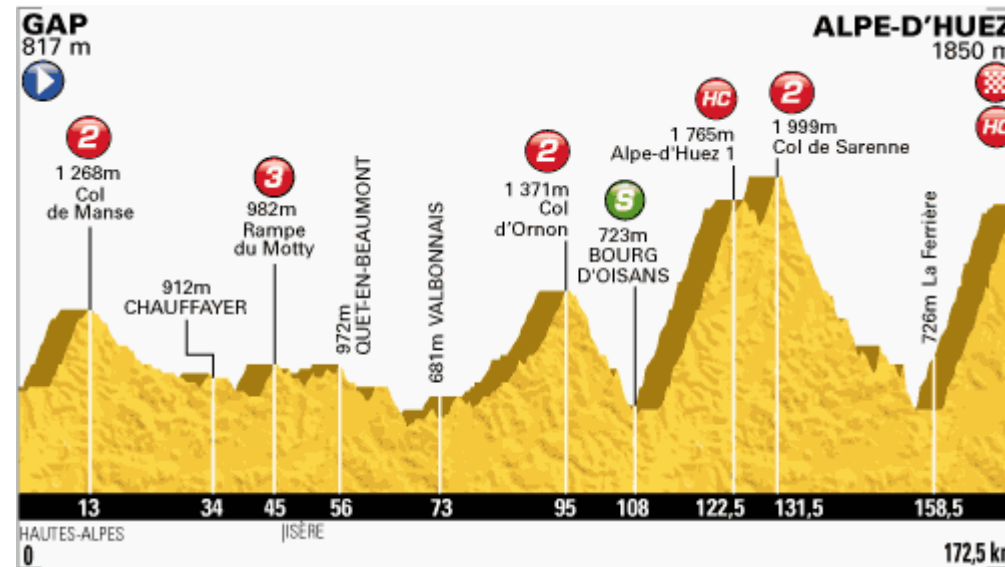 GAP
817 m
ALPE-D'HUEZ
1850 m
2
1 268m
Col
de Manse
912m
CHAUFFAYER
3
982m
Rampe
du Motty
972m
QUET-EN-BEAUMONT
681m VALBONNAIS
2
1 371m
Col
d'Ornon
S
723m
BOURG
D'OISANS
HC
1 765m
Alpe-d'Huez 1
2
1 999m
Col de Sarenne
726m La Ferrière
HC
13 34 45 56 73 95 108 122,5 131,5 158,5
HAUTES-ALPES ISÈRE
0 172,5 km